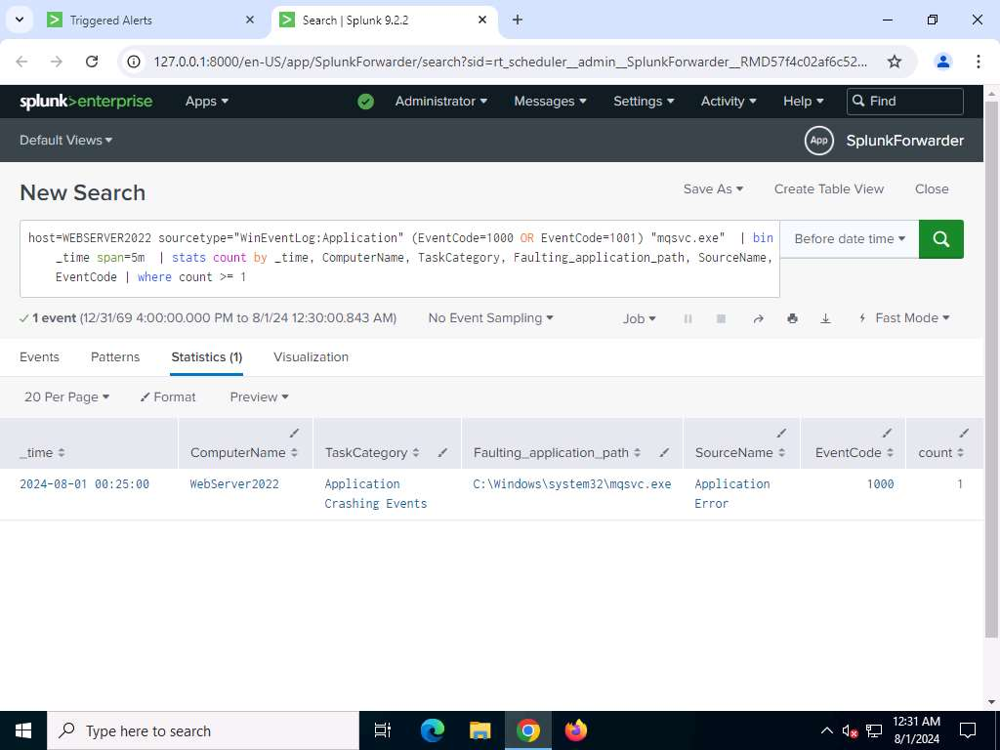 Triggered Alerts
Search | Splunk 9.2.2
127.0.0.1:8000/en-US/app/SplunkForwarder/search?sid=rt_scheduler__admin__SplunkForwarder__RMD57f4c02af6c52...
splunk>enterprise
Apps
Administrator
Messages
Settings
Activity
Help
Find
Default Views
App
SplunkForwarder
New Search
Save As
Create Table View
Close
host=WEBSERVER2022 sourcetype="WinEventLog:Application" (EventCode=1000 OR EventCode=1001) "mqsvc.exe"  | bin
_time span=5m  | stats count by _time, ComputerName, TaskCategory, Faulting_application_path, SourceName,
EventCode | where count >= 1
Before date time
1 event (12/31/69 4:00:00.000 PM to 8/1/24 12:30:00.843 AM)
No Event Sampling
Job
Fast Mode
Events
Patterns
Statistics (1)
Visualization
20 Per Page
Format
Preview
_time
ComputerName
TaskCategory
Faulting_application_path
SourceName
EventCode
count
2024-08-01 00:25:00
WebServer2022
Application
Crashing Events
C:\Windows\system32\mqsvc.exe
Application
Error
1000
1
Type here to search
12:31 AM
8/1/2024